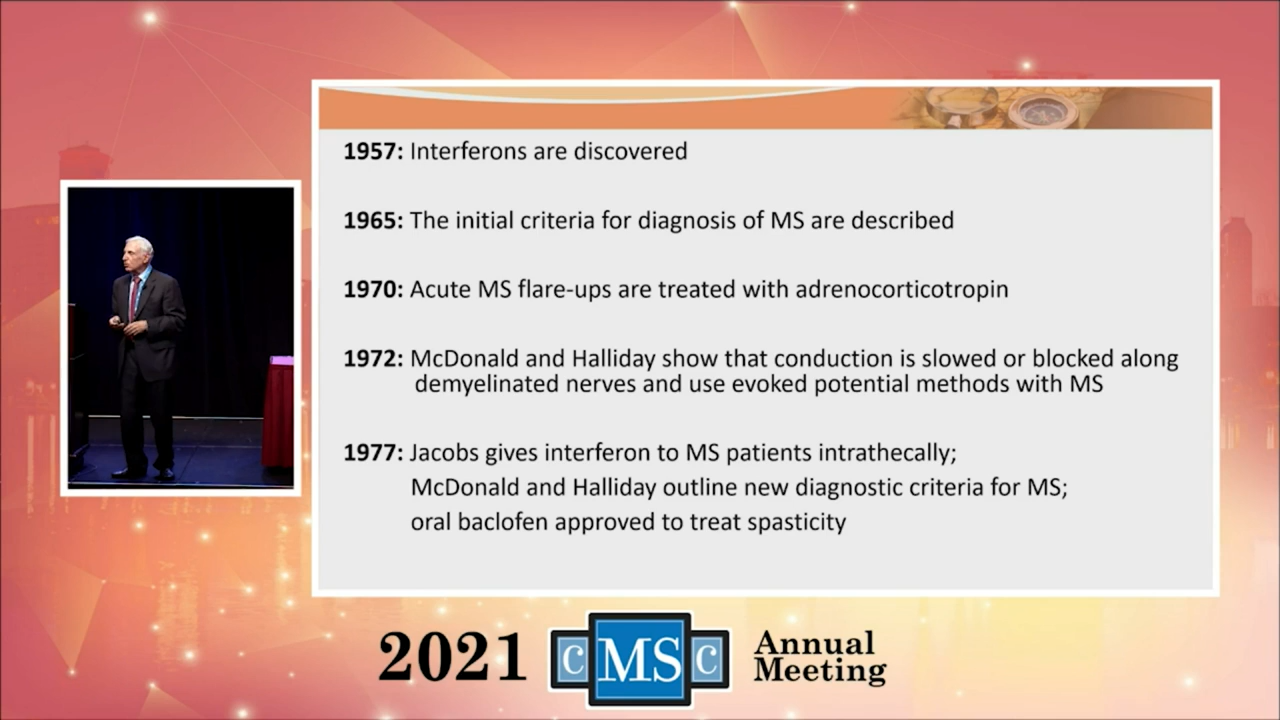 1957: Interferons are discovered
1965: The initial criteria for diagnosis of MS are described
1970: Acute MS flare-ups are treated with adrenocorticotropin
1972: McDonald and Halliday show that conduction is slowed or blocked along
demyelinated nerves and use evoked potential methods with MS
1977: Jacobs gives interferon to MS patients intrathecally;
McDonald and Halliday outline new diagnostic criteria for MS;
oral baclofen approved to treat spasticity
2021 CMSC Annual
Meeting